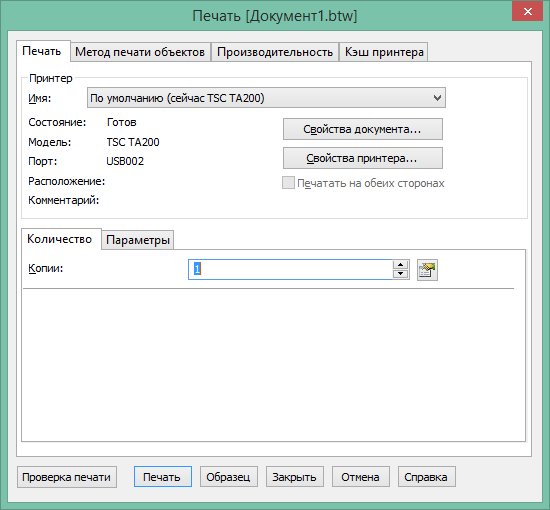 Печать [Документ1.btw]
Печать Метод печати объектов Производительность Кэш принтера
Принтер
Имя: По умолчанию (сейчас TSC TA200)
Состояние: Готов
Свойства документа...
Модель: TSC TA200
Порт: USB002
Свойства принтера...
Расположение:
Печатать на обеих сторонах
Комментарий:
Количество Параметры
Копии: 1
Проверка печати Печать Образец Закрыть Отмена Справка